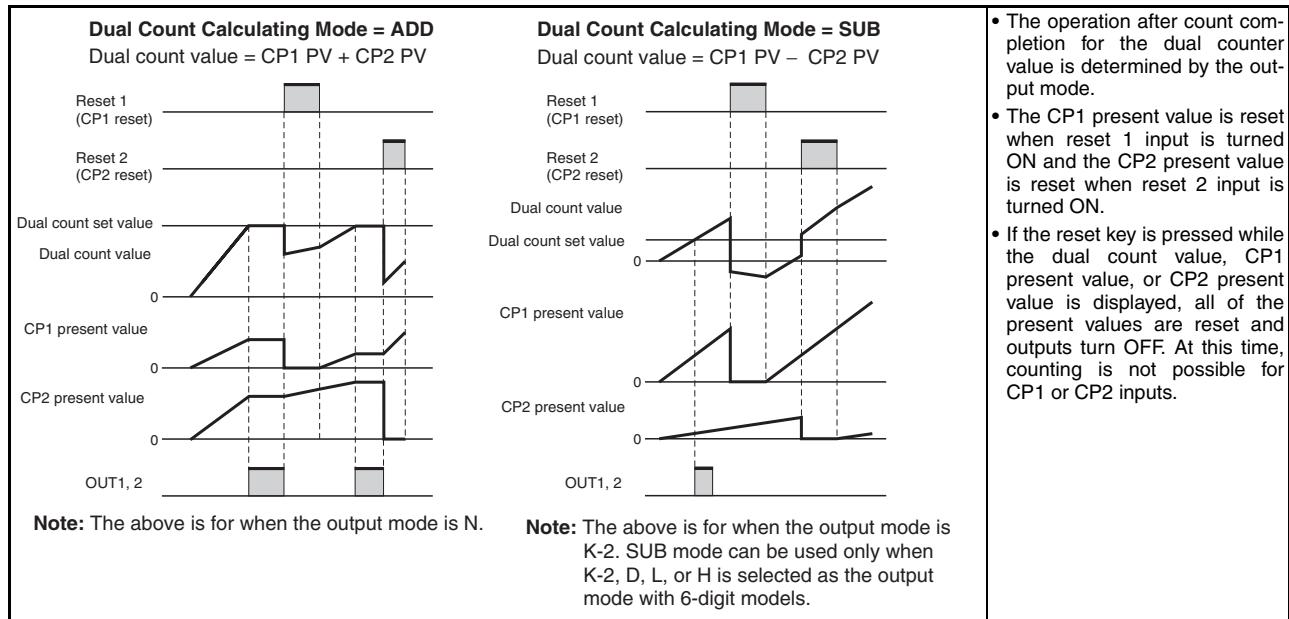 Dual Count Calculating Mode = ADD
Dual count value = CP1 PV + CP2 PV
Reset 1
(CP1 reset)
Reset 2
(CP2 reset)
Dual count set value
Dual count value
0
CP1 present value
0
CP2 present value
0
OUT1, 2
Note: The above is for when the output mode is N.
Dual Count Calculating Mode = SUB
Dual count value = CP1 PV − CP2 PV
Reset 1
(CP1 reset)
Reset 2
(CP2 reset)
Dual count value
Dual count set value
0
CP1 present value
0
CP2 present value
0
OUT1, 2
Note: The above is for when the output mode is
K-2. SUB mode can be used only when
K-2, D, L, or H is selected as the output
mode with 6-digit models.
• The operation after count com-
pletion for the dual counter
value is determined by the out-
put mode.
• The CP1 present value is reset
when reset 1 input is turned
ON and the CP2 present value
is reset when reset 2 input is
turned ON.
• If the reset key is pressed while
the dual count value, CP1
present value, or CP2 present
value is displayed, all of the
present values are reset and
outputs turn OFF. At this time,
counting is not possible for
CP1 or CP2 inputs.